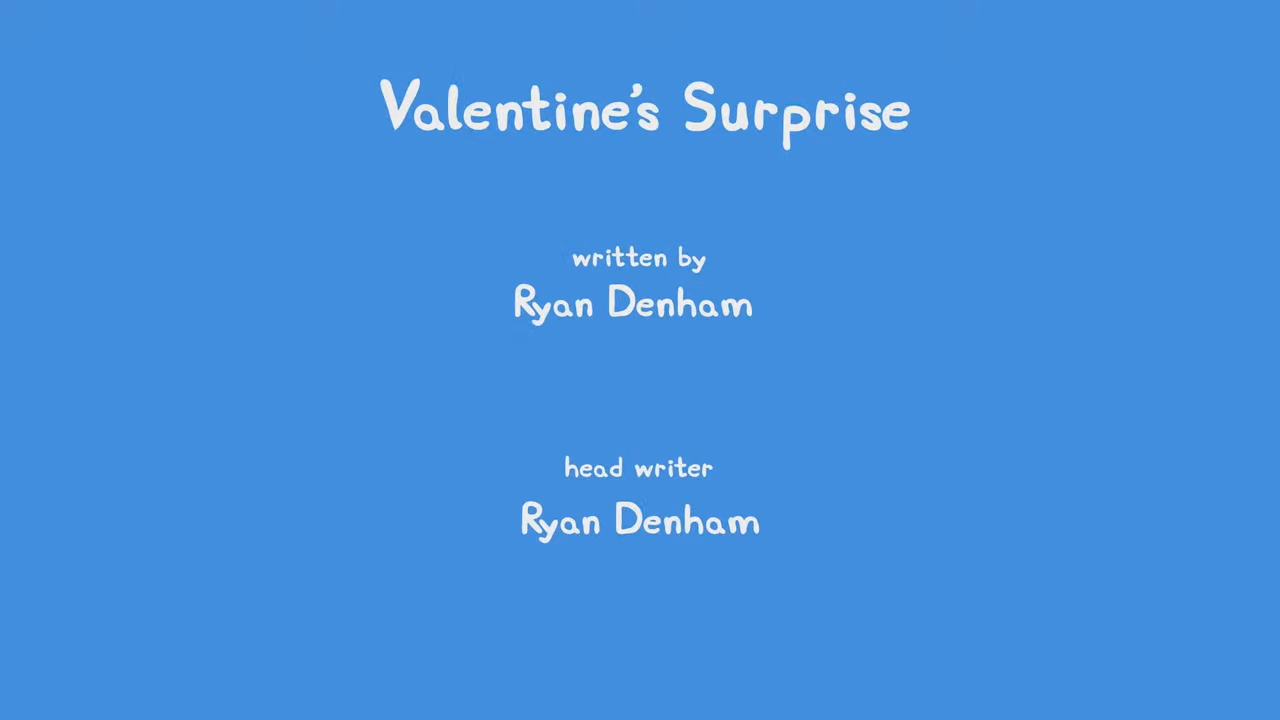 Valentine's Surprise
written by
Ryan Denham
head writer
Ryan Denham